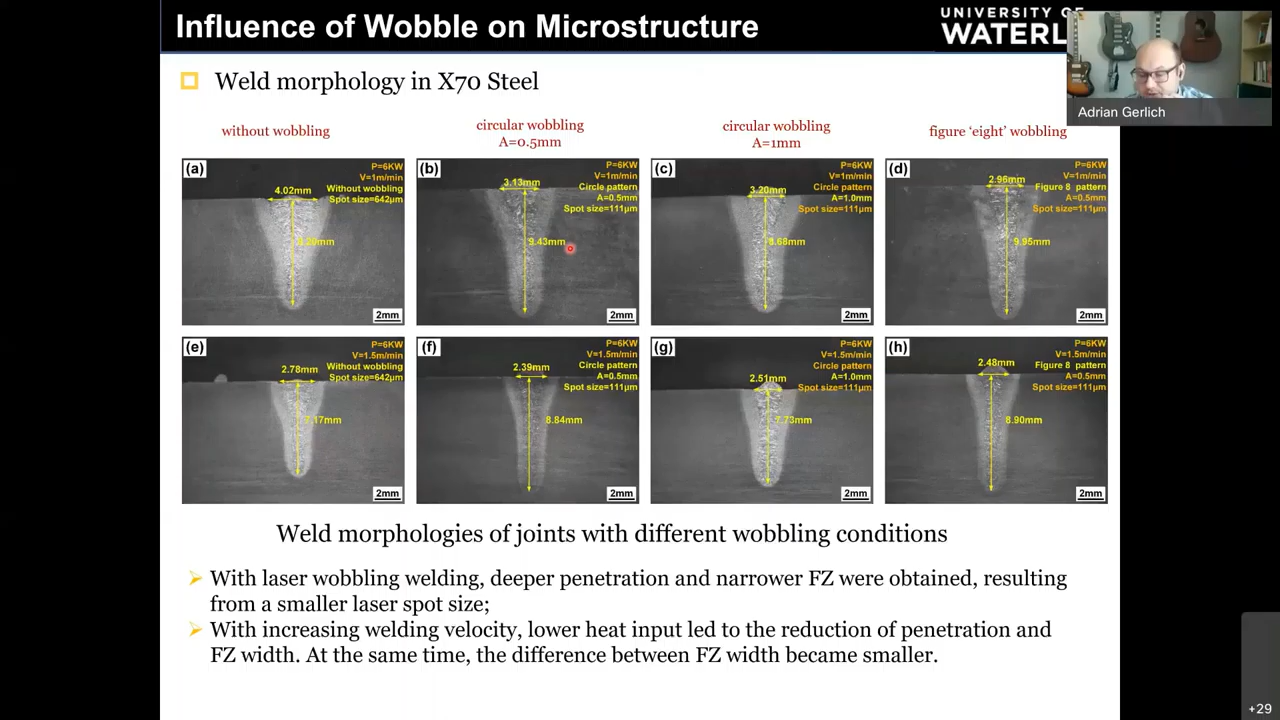 Influence of Wobble on Microstructure
UNIVERSITY OF
WATERL
Adrian Gerlich
Weld morphology in X70 Steel
without wobbling
circular wobbling
A=0.5mm
circular wobbling
A=1mm
figure ‘eight’ wobbling
(a)
P=6KW
V=1m/min
Without wobbling
Spot size=642μm
4.02mm
2mm
(b)
P=6KW
V=1m/min
Circle pattern
A=0.5mm
Spot size=111μm
3.13mm
9.43mm
2mm
(c)
P=6KW
V=1m/min
Circle pattern
A=1.0mm
Spot size=111μm
3.20mm
8.68mm
2mm
(d)
P=6KW
V=1m/min
Figure 8 pattern
A=0.5mm
Spot size=111μm
2.96mm
9.95mm
2mm
(e)
P=6KW
V=1.5m/min
Without wobbling
Spot size=642μm
2.78mm
7.17mm
2mm
(f)
P=6KW
V=1.5m/min
Circle pattern
A=0.5mm
Spot size=111μm
2.39mm
8.84mm
2mm
(g)
P=6KW
V=1.5m/min
Circle pattern
A=1.0mm
Spot size=111μm
2.51mm
7.73mm
2mm
(h)
P=6KW
V=1.5m/min
Figure 8 pattern
A=0.5mm
Spot size=111μm
2.48mm
8.90mm
2mm
Weld morphologies of joints with different wobbling conditions
With laser wobbling welding, deeper penetration and narrower FZ were obtained, resulting
from a smaller laser spot size;
With increasing welding velocity, lower heat input led to the reduction of penetration and
FZ width. At the same time, the difference between FZ width became smaller.
+29